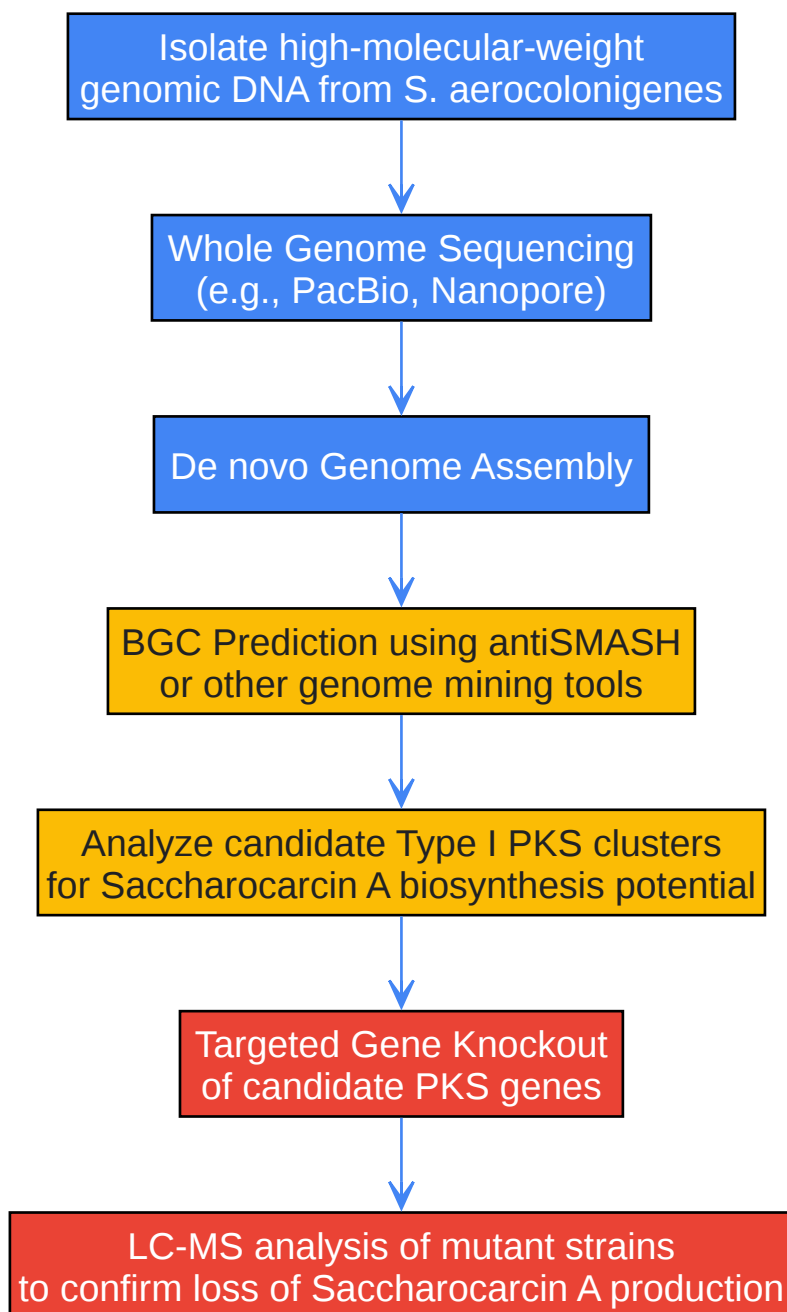 Isolate high-molecular-weight
genomic DNA from S. aerocolonigenes
Whole Genome Sequencing
(e.g., PacBio, Nanopore)
De novo Genome Assembly
BGC Prediction using antiSMASH
or other genome mining tools
Analyze candidate Type I PKS clusters
for Saccharocarcin A biosynthesis potential
Targeted Gene Knockout
of candidate PKS genes
LC-MS analysis of mutant strains
to confirm loss of Saccharocarcin A production